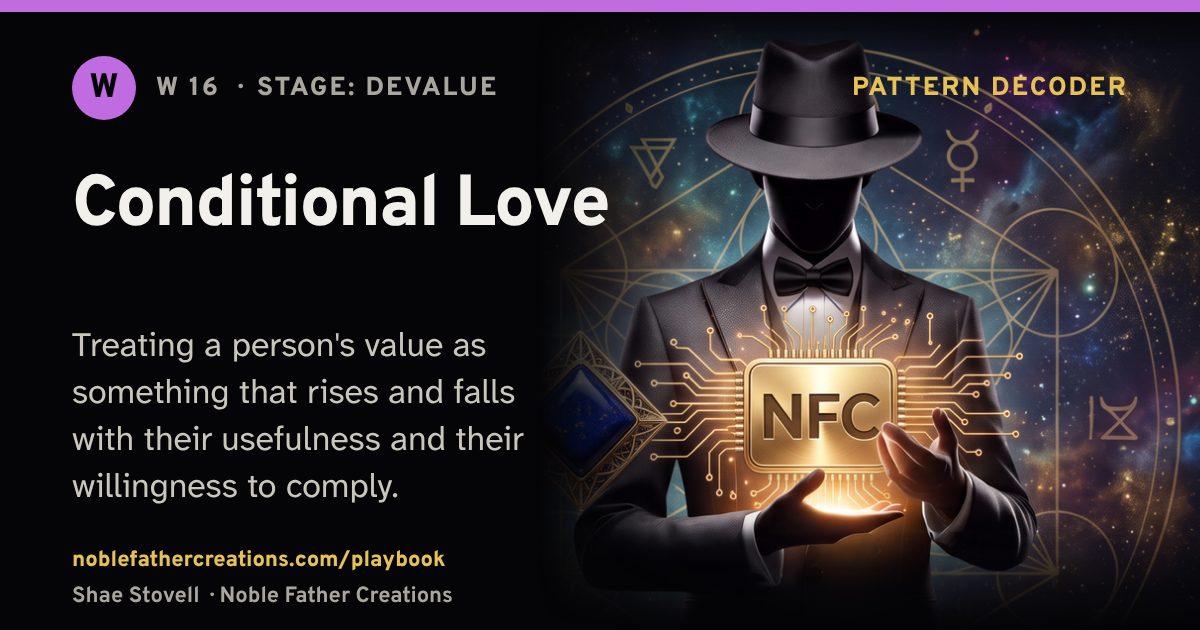 W
W 16 · STAGE: DEVALUE
PATTERN DECODER
Conditional Love
Treating a person's value as
something that rises and falls
with their usefulness and their
willingness to comply.
NFC
noblefathercreations.com/playbook
Shae Stovell · Noble Father Creations